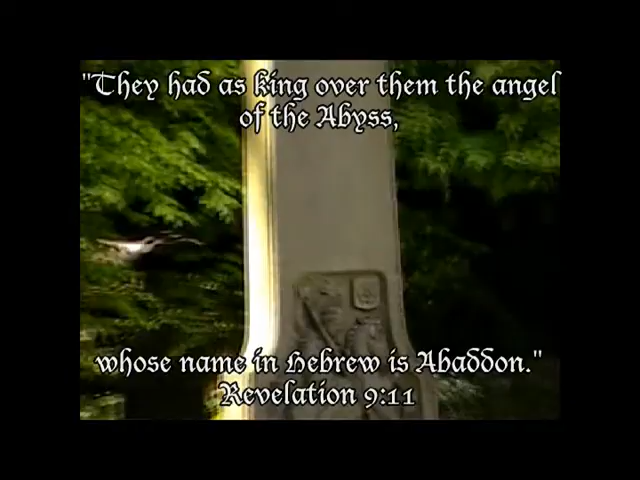 "They had as king over them the angel
of the Abyss,
whose name in Hebrew is Abaddon."
Revelation 9:11